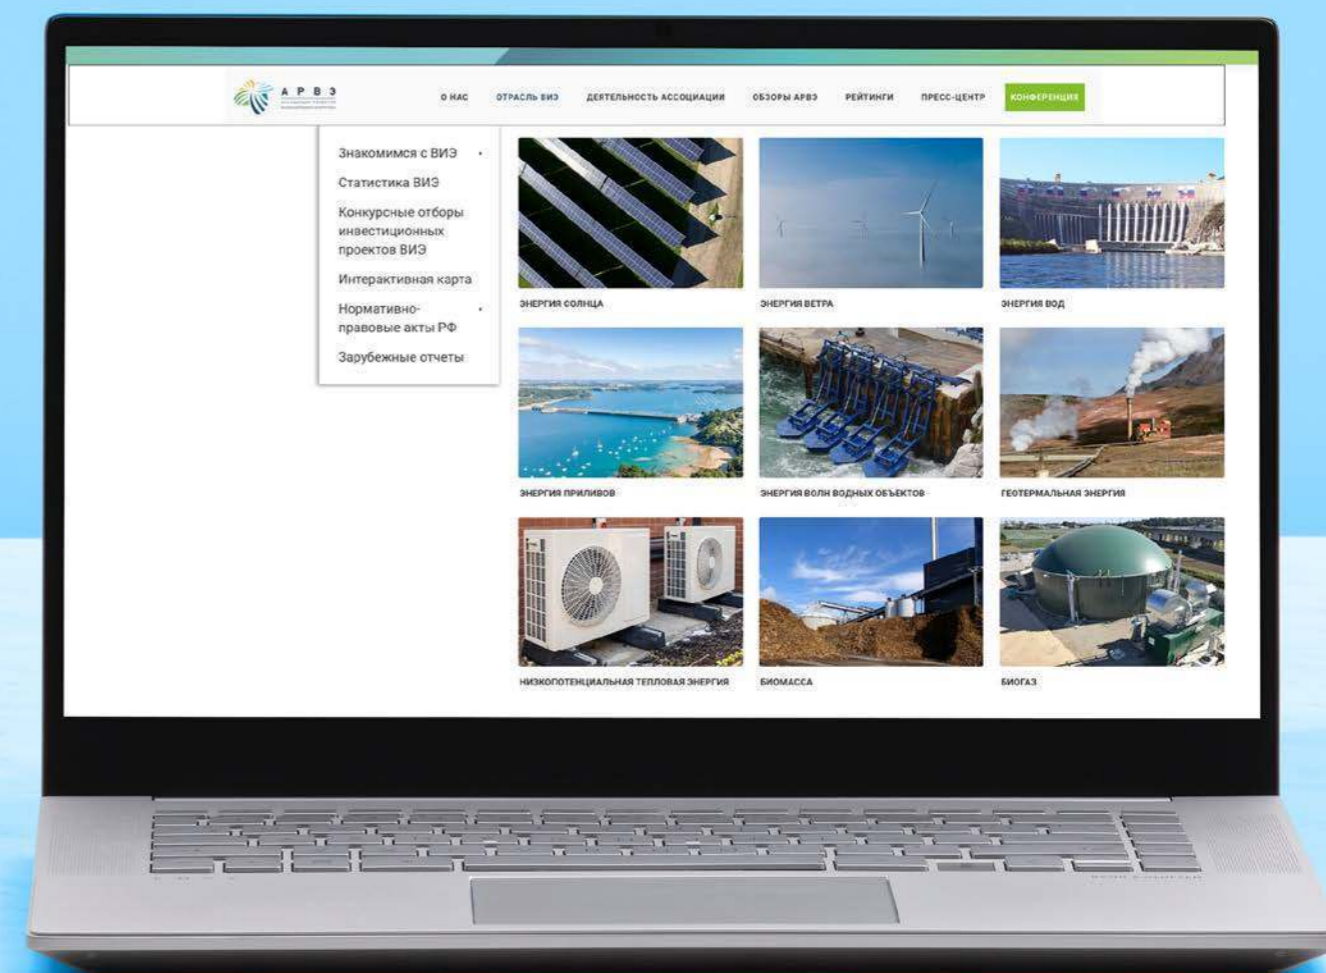 АРВЭ
О НАС
ОТРАСЛЬ ВИЭ
ДЕЯТЕЛЬНОСТЬ АССОЦИАЦИИ
ОБЗОРЫ АРВЭ
РЕЙТИНГИ
ПРЕСС-ЦЕНТР
КОНФЕРЕНЦИЯ
Знакомимся с ВИЭ
Статистика ВИЭ
Конкурсные отборы
инвестиционных
проектов ВИЭ
Интерактивная карта
Нормативно-
правовые акты РФ
Зарубежные отчеты
ЭНЕРГИЯ СОЛНЦА
ЭНЕРГИЯ ВЕТРА
ЭНЕРГИЯ ВОД
ЭНЕРГИЯ ПРИЛИВОВ
ЭНЕРГИЯ ВОЛН ВОДНЫХ ОБЪЕКТОВ
ГЕОТЕРМАЛЬНАЯ ЭНЕРГИЯ
НИЗКОПОТЕНЦИАЛЬНАЯ ТЕПЛОВАЯ ЭНЕРГИЯ
БИОМАССА
БИОГАЗ